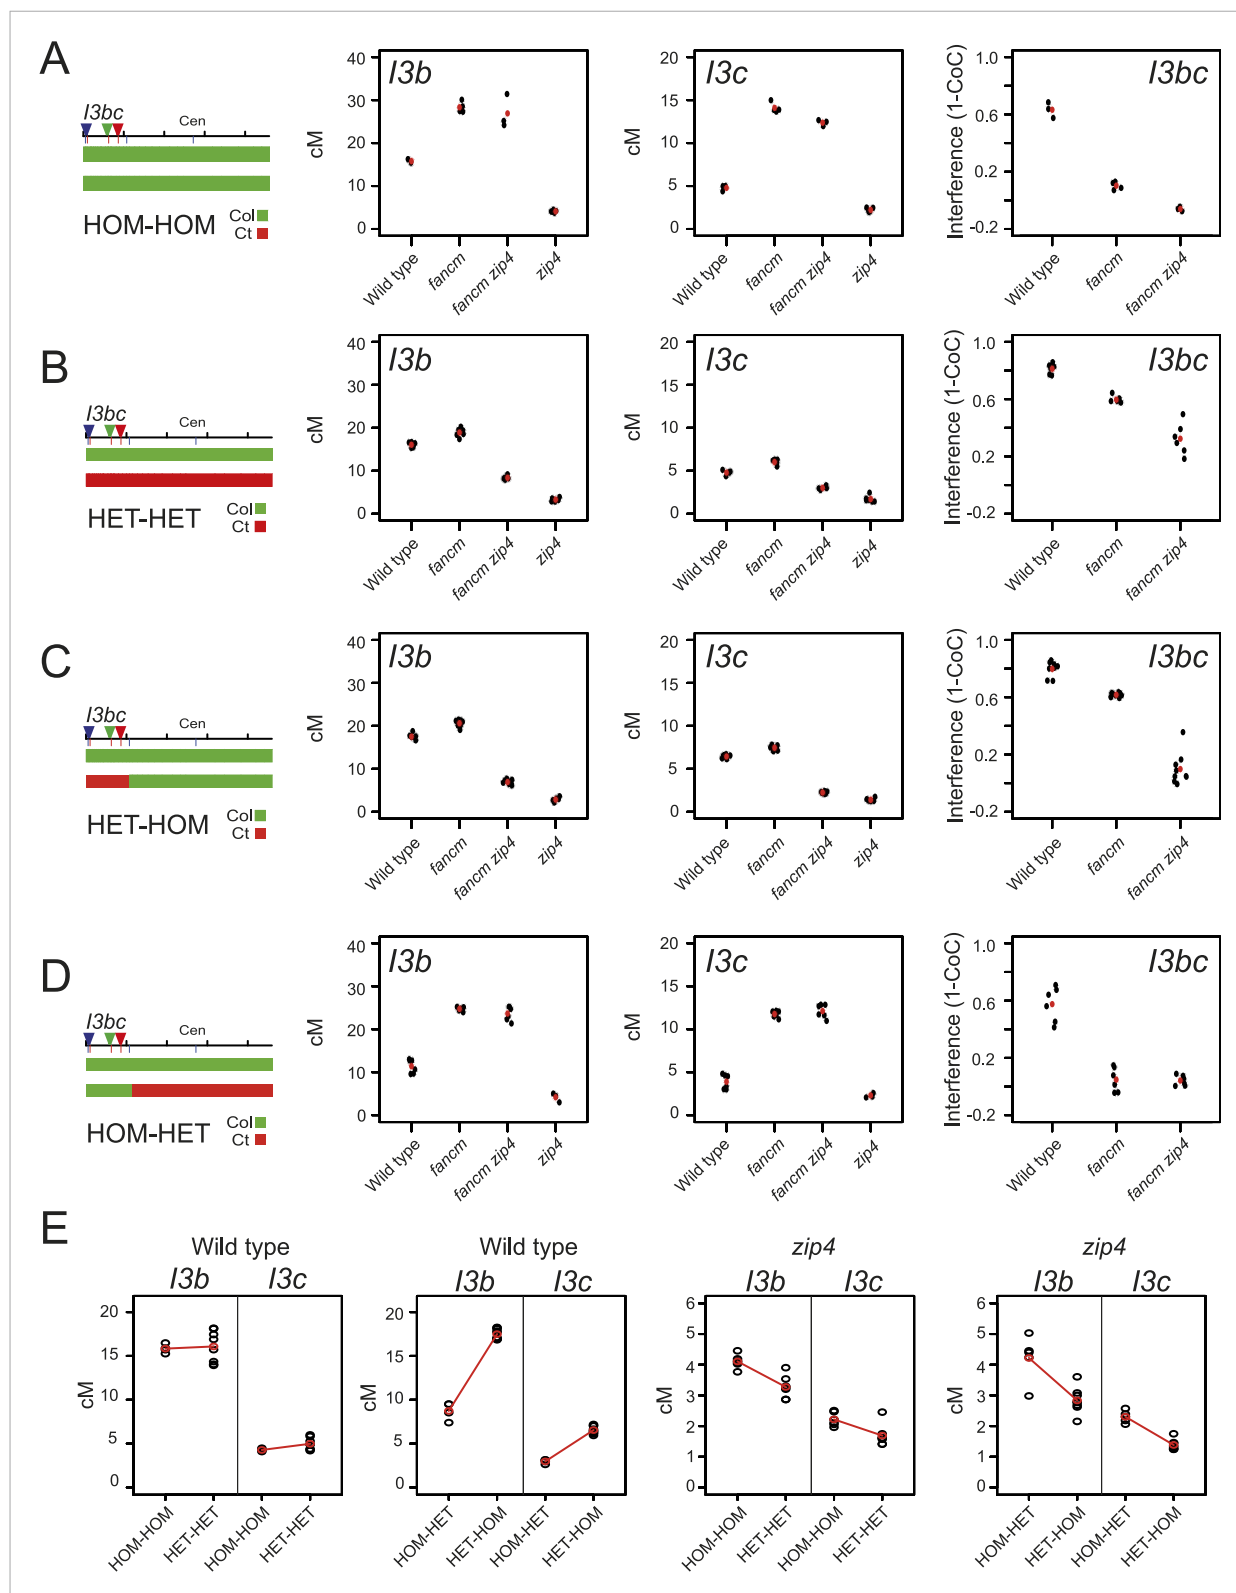 A
I3bc
Cen
HOM-HOM
Col
Ct
I3b
cM
40
30
20
10
0
Wild type
fancm
fancm zip4
zip4
I3c
cM
20
15
10
5
0
Wild type
fancm
fancm zip4
zip4
I3bc
Interference (1-CoC)
1.0
0.6
0.2
-0.2
Wild type
fancm
zip4
B
I3bc
Cen
HET-HET
Col
Ct
I3b
cM
40
30
20
10
0
Wild type
fancm
fancm zip4
zip4
I3c
cM
20
15
10
5
0
Wild type
fancm
fancm zip4
zip4
I3bc
Interference (1-CoC)
1.0
0.6
0.2
-0.2
Wild type
fancm
fancm zip4
C
I3bc
Cen
HET-HOM
Col
Ct
I3b
cM
40
30
20
10
0
Wild type
fancm
fancm zip4
zip4
I3c
cM
20
15
10
5
0
Wild type
fancm
fancm zip4
zip4
I3bc
Interference (1-CoC)
1.0
0.6
0.2
-0.2
Wild type
fancm
fancm zip4
D
I3bc
Cen
HOM-HET
Col
Ct
I3b
cM
40
30
20
10
0
Wild type
fancm
fancm zip4
zip4
I3c
cM
20
15
10
5
0
Wild type
fancm
fancm zip4
zip4
I3bc
Interference (1-CoC)
1.0
0.6
0.2
-0.2
Wild type
fancm
fancm zip4
E
Wild type
I3b I3c
cM
20
15
10
5
0
HOM-HOM
HET-HET
HOM-HOM
HET-HET
Wild type
I3b I3c
cM
20
15
10
5
0
HOM-HET
HET-HOM
HOM-HET
HET-HOM
zip4
I3b I3c
cM
6
5
4
3
2
1
0
HOM-HOM
HET-HET
HOM-HOM
HET-HET
zip4
I3b I3c
cM
6
5
4
3
2
1
0
HOM-HET
HET-HOM
HOM-HET
HET-HOM